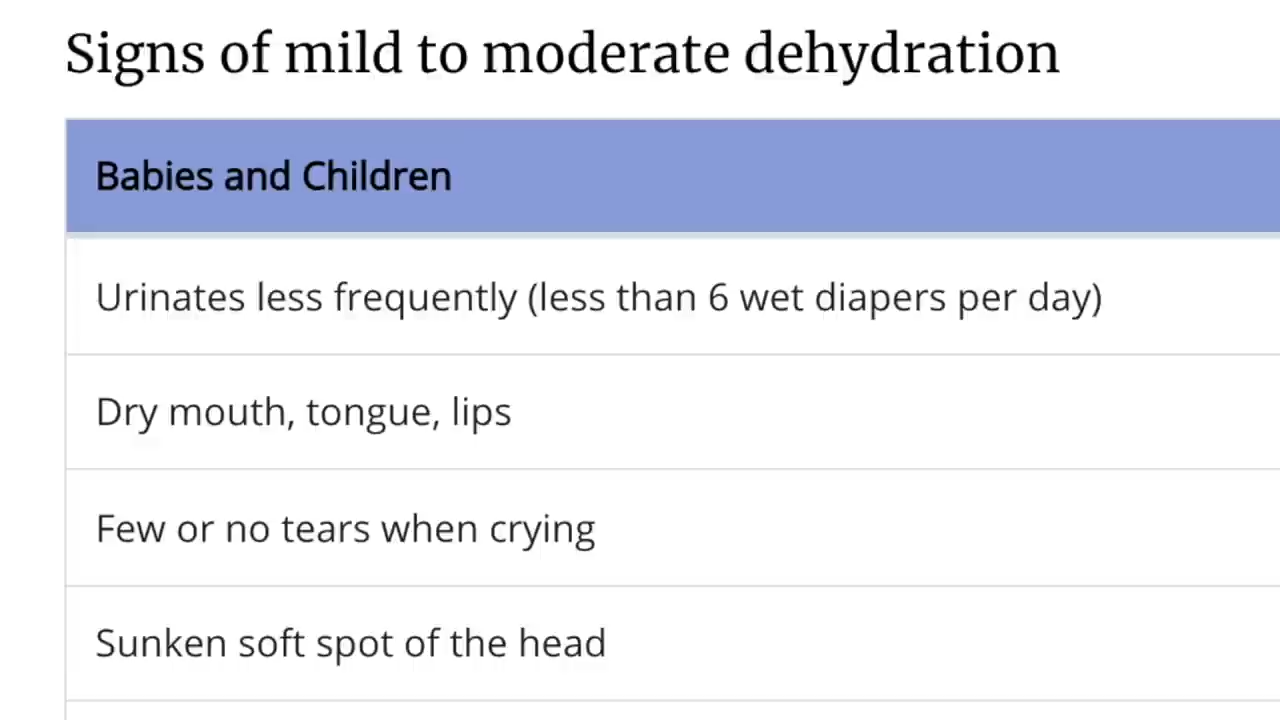 Signs of mild to moderate dehydration
Babies and Children
Urinates less frequently (less than 6 wet diapers per day)
Dry mouth, tongue, lips
Few or no tears when crying
Sunken soft spot of the head